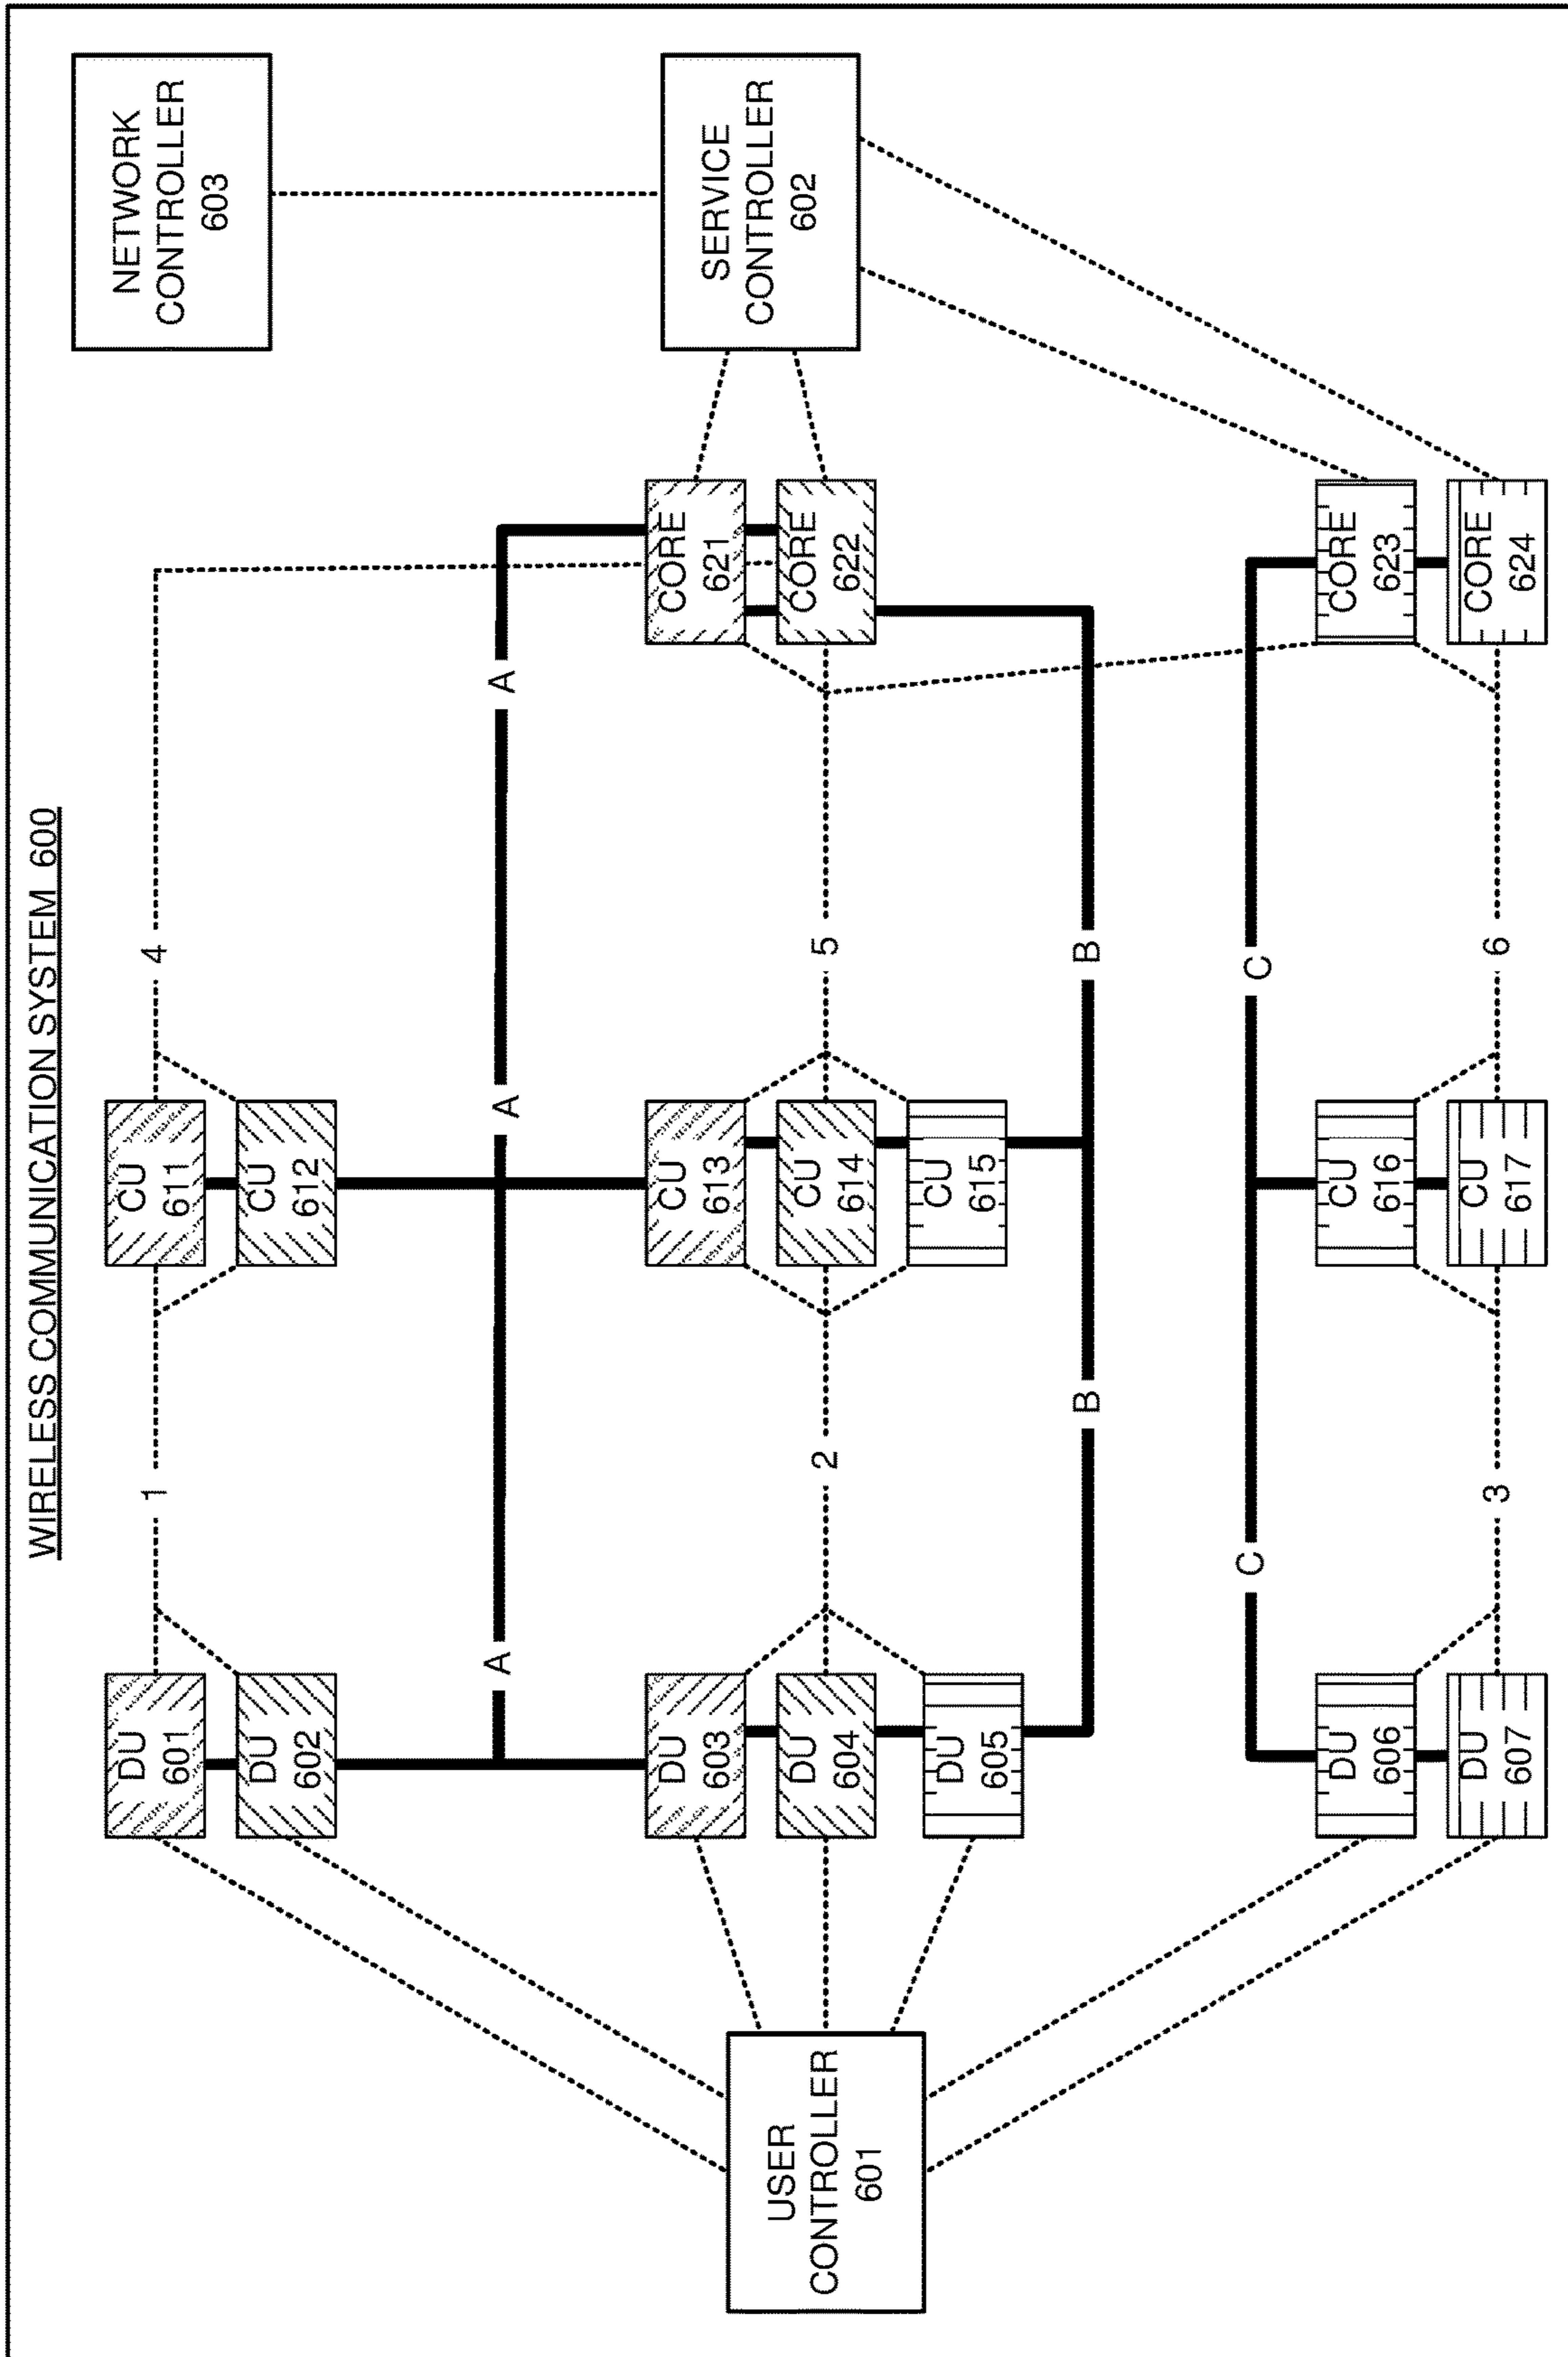 WIRELESS COMMUNICATION SYSTEM 600
USER
CONTROLLER
601
DU
601
DU
602
DU
603
DU
604
DU
605
DU
606
DU
607
1
A
2
B
C
3
CU
611
CU
612
A
CU
613
CU
614
CU
615
CU
616
CU
617
4
A
5
B
C
6
CORE
621
CORE
622
CORE
623
CORE
624
NETWORK
CONTROLLER
603
SERVICE
CONTROLLER
602